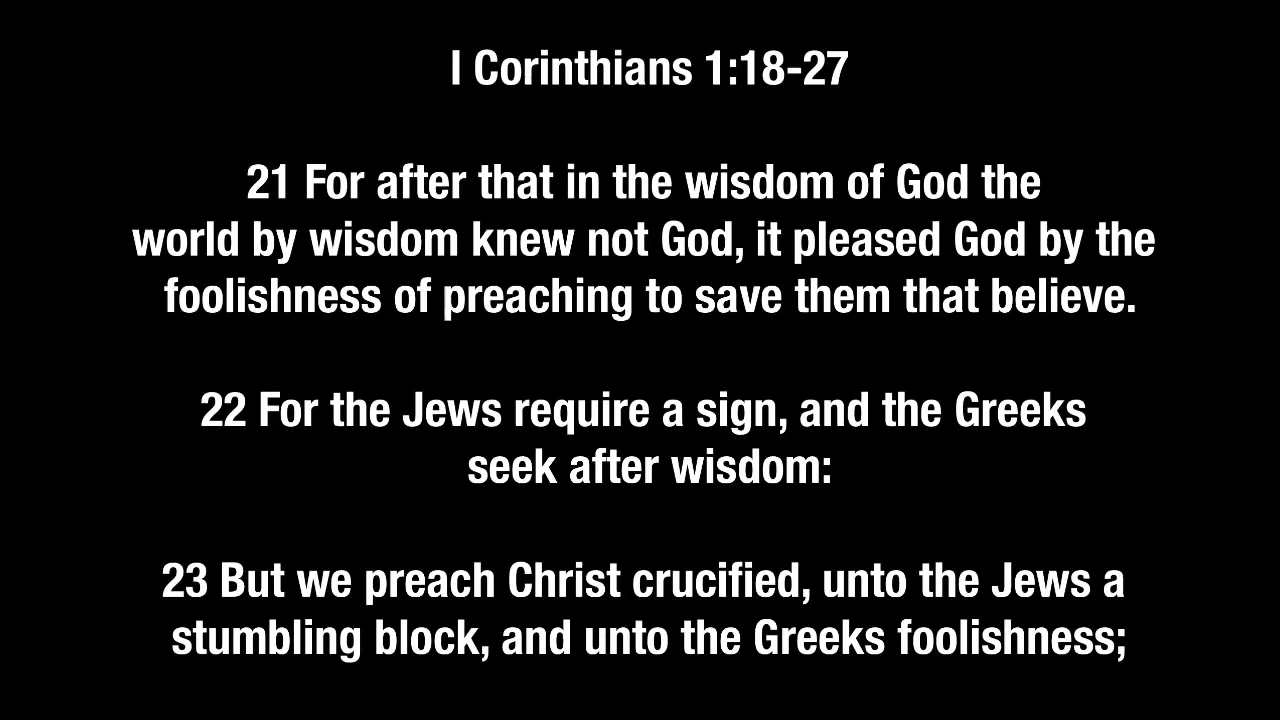 I Corinthians 1:18-27
21 For after that in the wisdom of God the
world by wisdom knew not God, it pleased God by the
foolishness of preaching to save them that believe.
22 For the Jews require a sign, and the Greeks
seek after wisdom:
23 But we preach Christ crucified, unto the Jews a
stumbling block, and unto the Greeks foolishness;